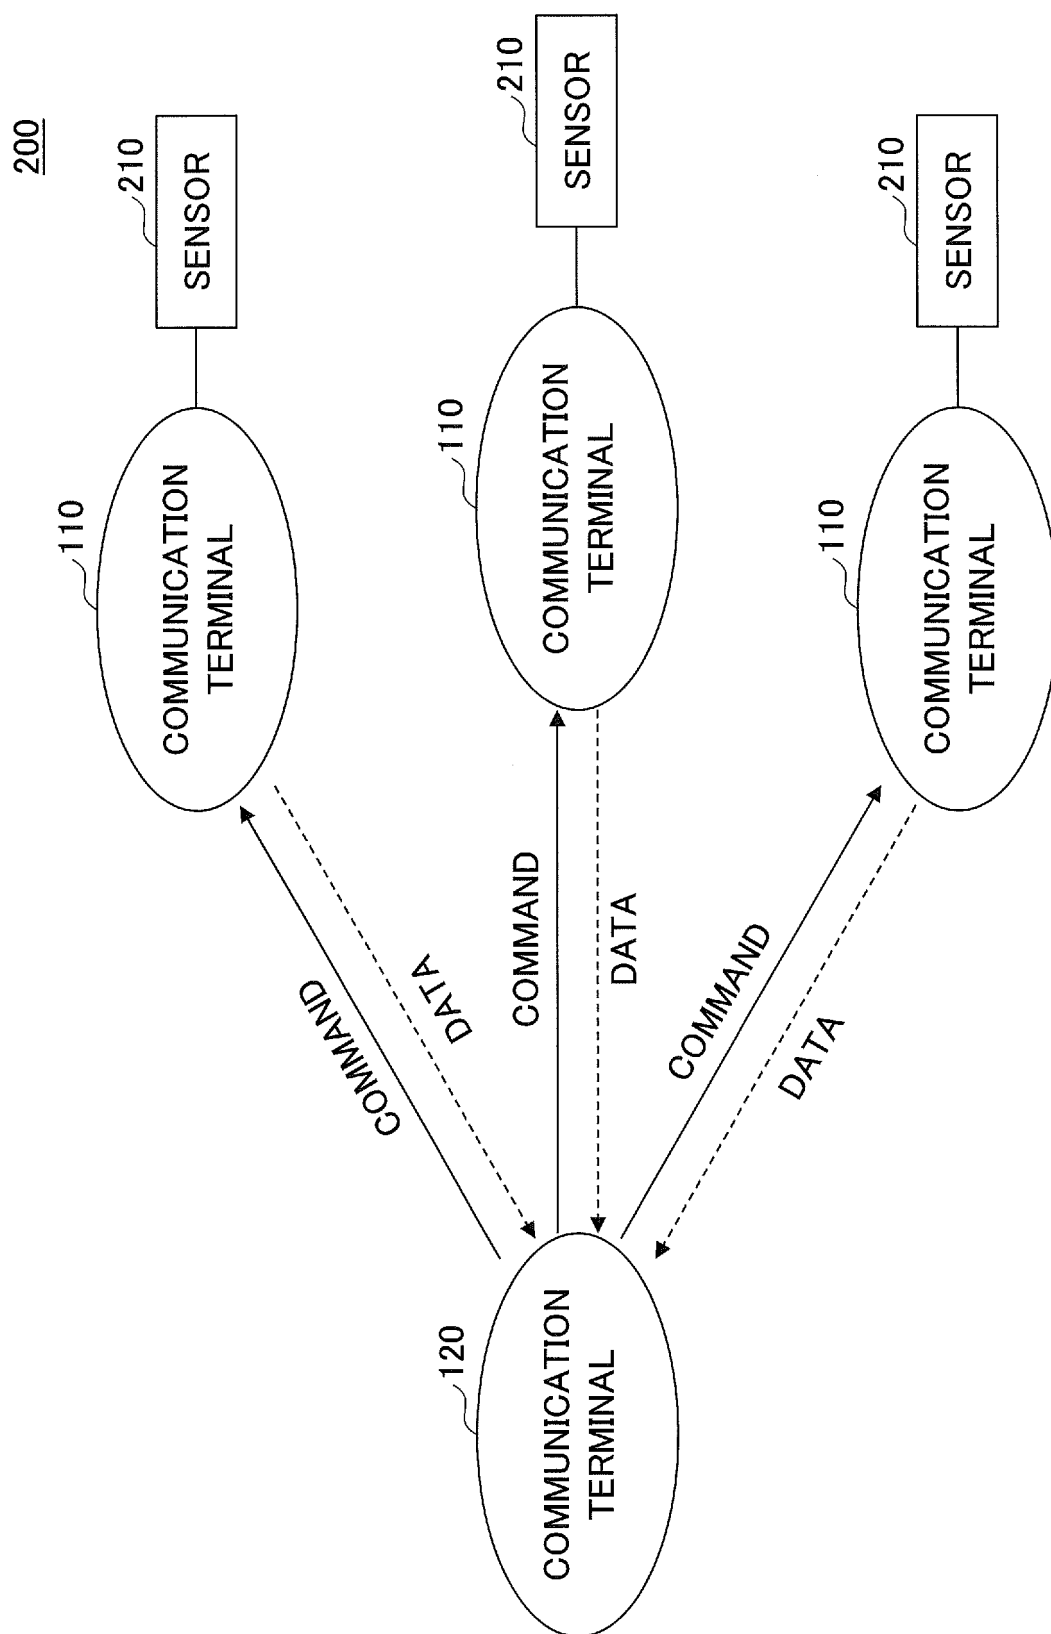 200
210
SENSOR
110
COMMUNICATION
TERMINAL
COMMAND
DATA
210
SENSOR
110
COMMUNICATION
TERMINAL
COMMAND
DATA
120
COMMUNICATION
TERMINAL
210
SENSOR
110
COMMUNICATION
TERMINAL
COMMAND
DATA